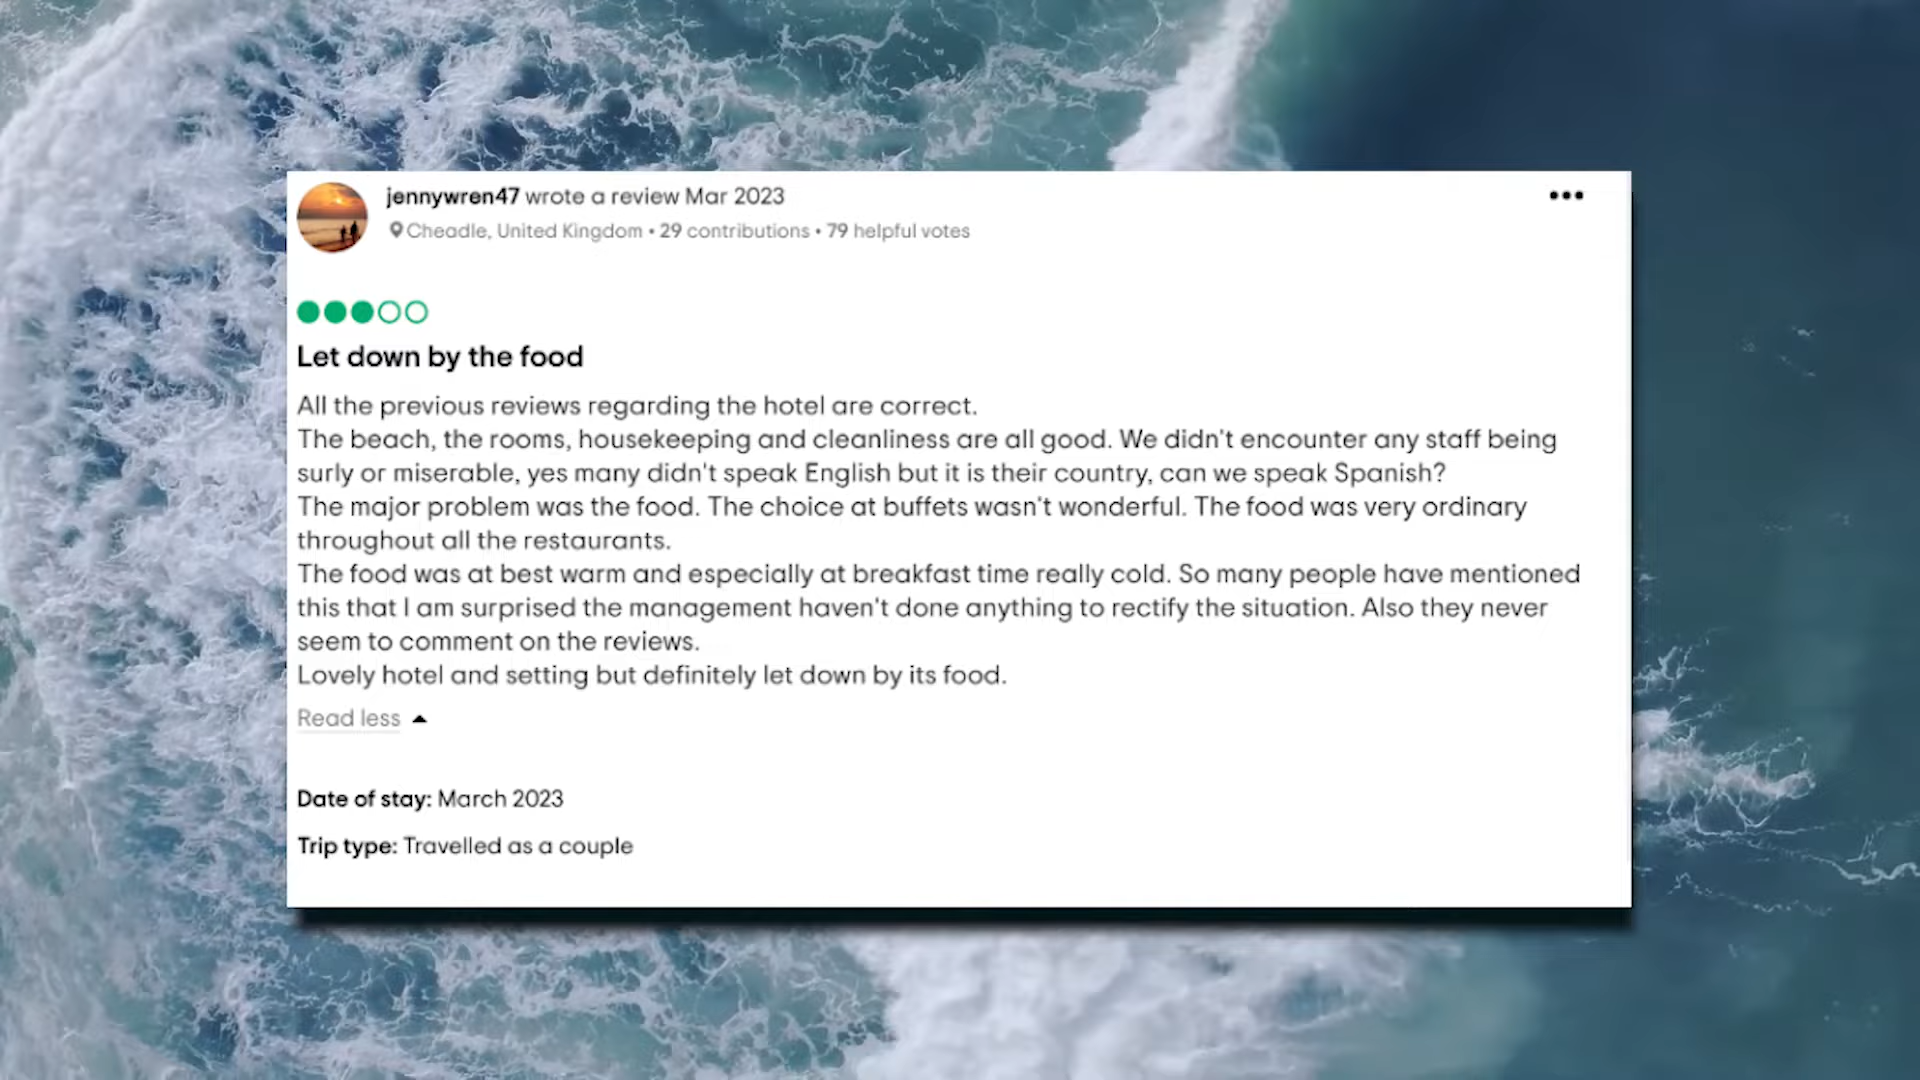 jennywren47 wrote a review Mar 2023
Cheadle, United Kingdom • 29 contributions • 79 helpful votes
Let down by the food
All the previous reviews regarding the hotel are correct.
The beach, the rooms, housekeeping and cleanliness are all good. We didn't encounter any staff being
surly or miserable, yes many didn't speak English but it is their country, can we speak Spanish?
The major problem was the food. The choice at buffets wasn't wonderful. The food was very ordinary
throughout all the restaurants.
The food was at best warm and especially at breakfast time really cold. So many people have mentioned
this that I am surprised the management haven't done anything to rectify the situation. Also they never
seem to comment on the reviews.
Lovely hotel and setting but definitely let down by its food.
Read less
Date of stay: March 2023
Trip type: Travelled as a couple